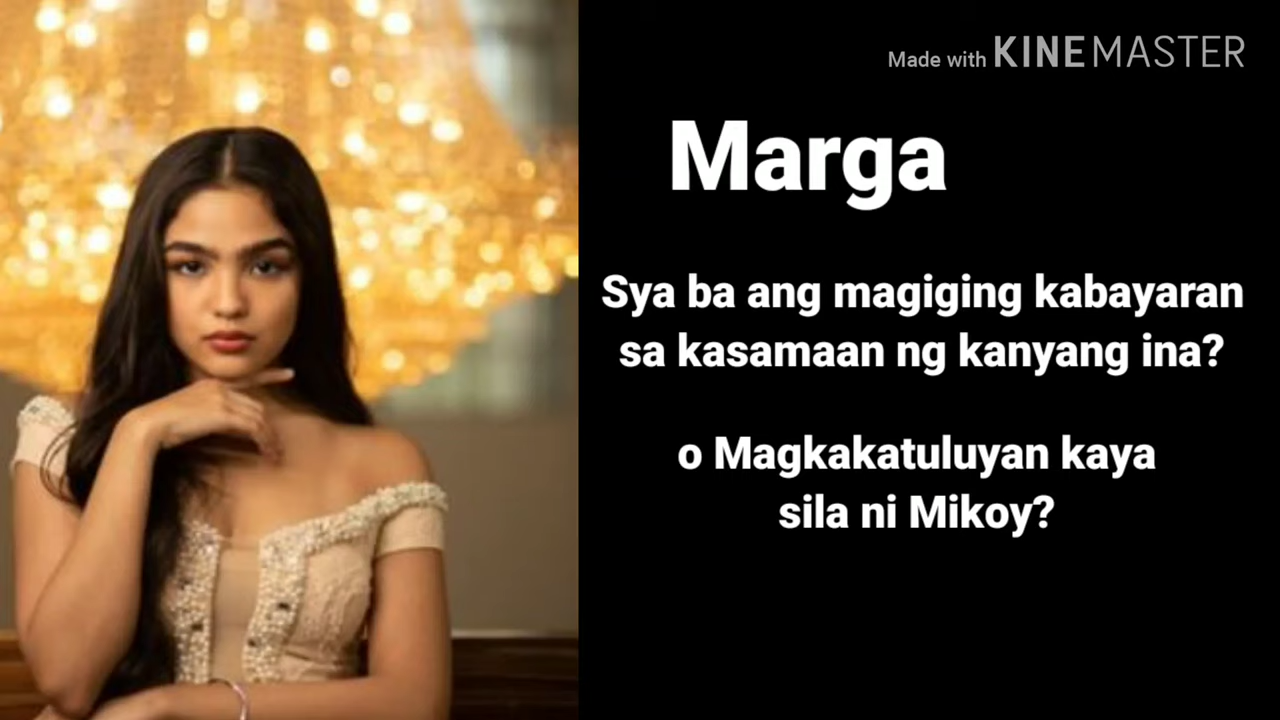 Made with KINEMASTER
Marga
Sya ba ang magiging kabayaran
sa kasamaan ng kanyang ina?
o Magkakatuluyan kaya
sila ni Mikoy?